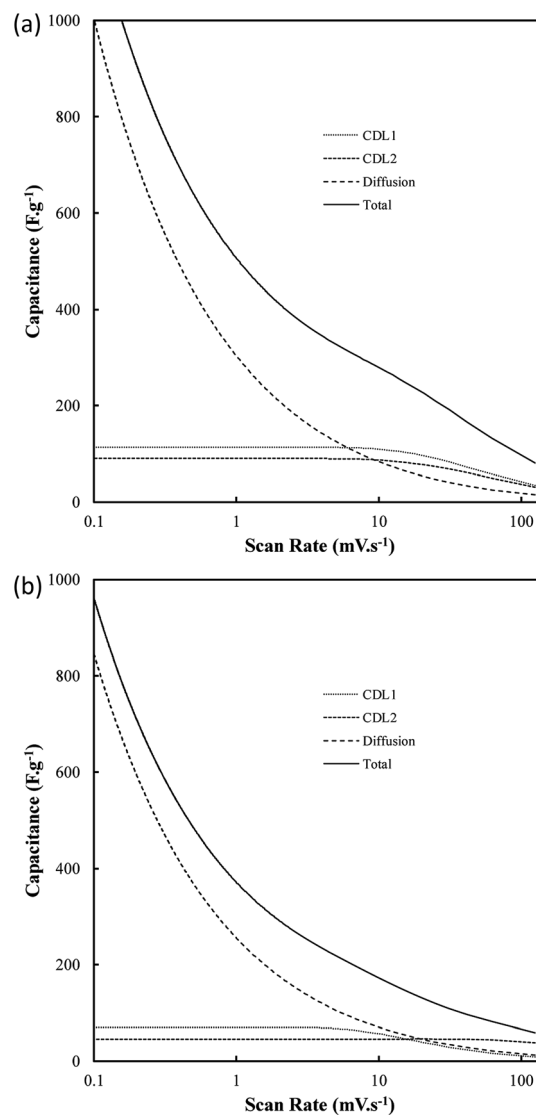 (a)
1000
800
600
400
200
0
Capacitance (F.g⁻¹)
CDL1
CDL2
Diffusion
Total
0.1 1 10 100
Scan Rate (mV.s⁻¹)
(b)
1000
800
600
400
200
0
Capacitance (F.g⁻¹)
CDL1
CDL2
Diffusion
Total
0.1 1 10 100
Scan Rate (mV.s⁻¹)